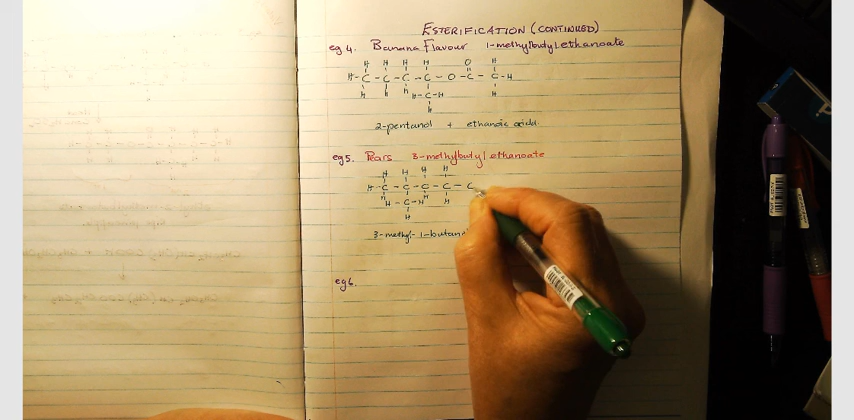 ESTERIFICATION (CONTINUED)
eg 4. Banana Flavour 1-methylbutyl ethanoate
H H H H O H
H-C-C-C-C-O-C-C-H
H H H H-C-H H
H
2-pentanol + ethanoic acid.
eg 5. Pears 3-methylbutyl ethanoate
H H H H
H-C-C-C-C-C
H H-C-H H H
H
3-methyl-1-butanol
eg 6.